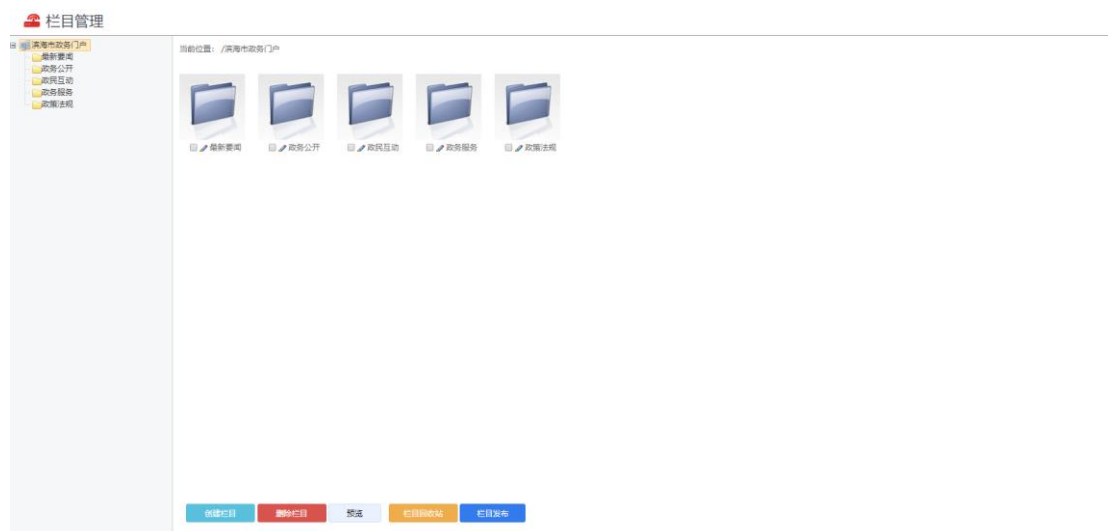 栏目管理
滨海市政务门户
最新要闻
政务公开
政民互动
政务服务
政策法规
当前位置： /滨海市政务门户
最新要闻 政务公开 政民互动 政务服务 政策法规
创建栏目 删除栏目 预览 栏目回收站 栏目发布